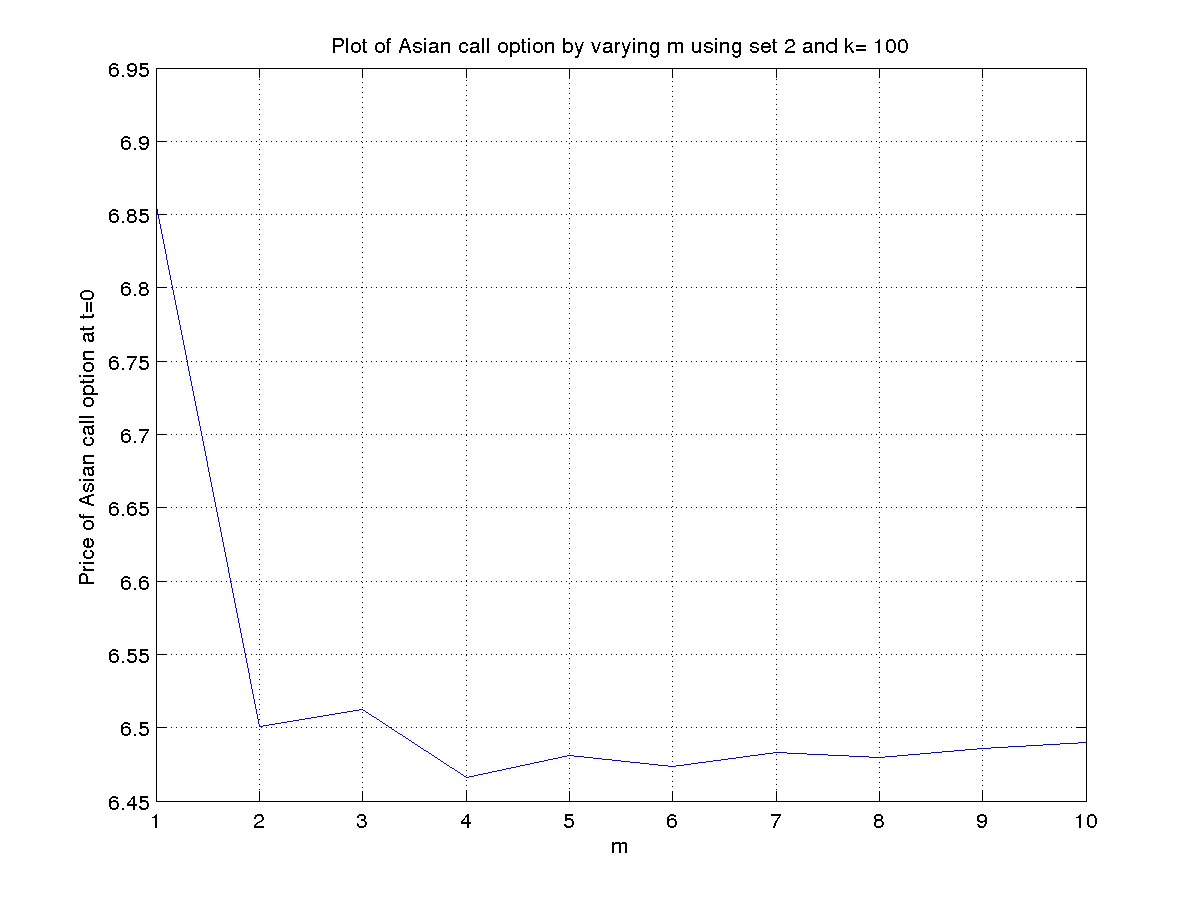 Plot of Asian call option by varying m using set 2 and k= 100
Price of Asian call option at t=0
6.95
6.9
6.85
6.8
6.75
6.7
6.65
6.6
6.55
6.5
6.45
1 2 3 4 5 6 7 8 9 10
m